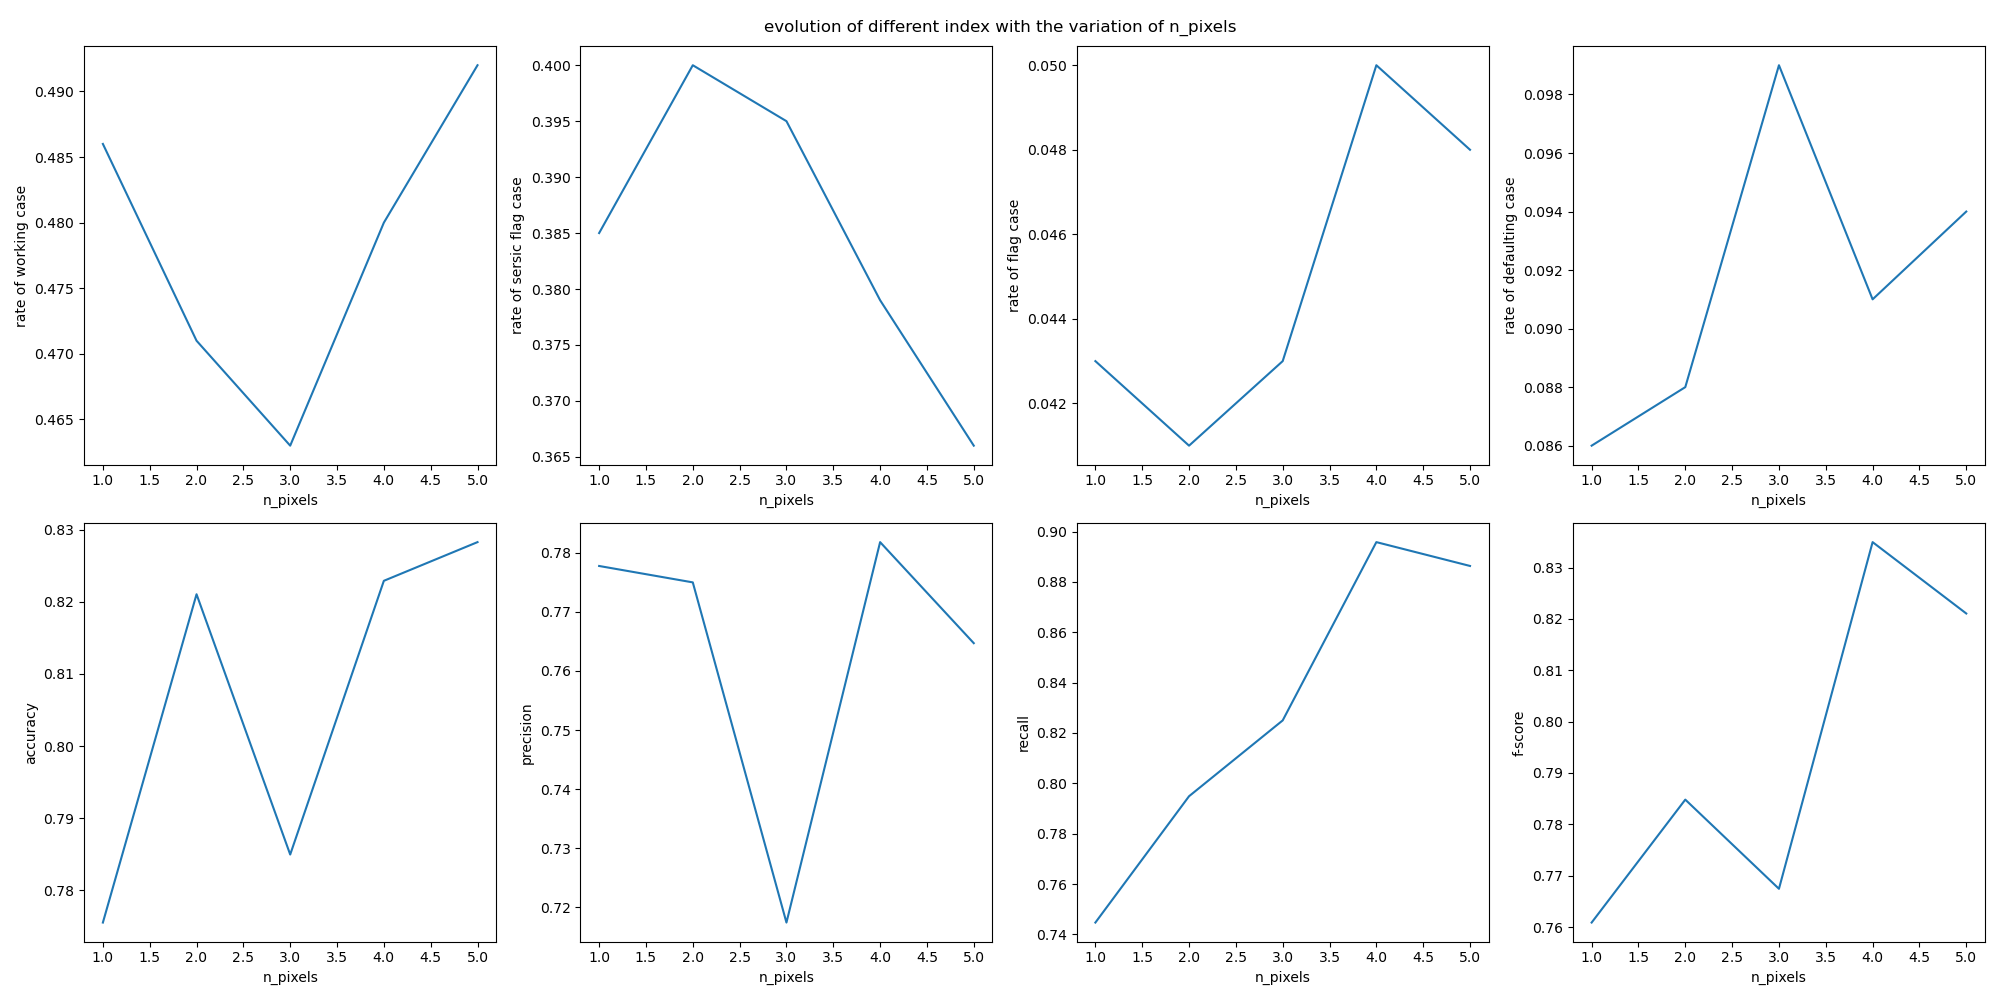 evolution of different index with the variation of n_pixels
rate of working case
0.490
0.485
0.480
0.475
0.470
0.465
1.0 1.5 2.0 2.5 3.0 3.5 4.0 4.5 5.0
n_pixels
rate of sersic flag case
0.400
0.395
0.390
0.385
0.380
0.375
0.370
0.365
1.0 1.5 2.0 2.5 3.0 3.5 4.0 4.5 5.0
n_pixels
rate of flag case
0.050
0.048
0.046
0.044
0.042
1.0 1.5 2.0 2.5 3.0 3.5 4.0 4.5 5.0
n_pixels
rate of defaulting case
0.098
0.096
0.094
0.092
0.090
0.088
0.086
1.0 1.5 2.0 2.5 3.0 3.5 4.0 4.5 5.0
n_pixels
accuracy
0.83
0.82
0.81
0.80
0.79
0.78
1.0 1.5 2.0 2.5 3.0 3.5 4.0 4.5 5.0
n_pixels
precision
0.78
0.77
0.76
0.75
0.74
0.73
0.72
1.0 1.5 2.0 2.5 3.0 3.5 4.0 4.5 5.0
n_pixels
recall
0.90
0.88
0.86
0.84
0.82
0.80
0.78
0.76
0.74
1.0 1.5 2.0 2.5 3.0 3.5 4.0 4.5 5.0
n_pixels
f-score
0.83
0.82
0.81
0.80
0.79
0.78
0.77
0.76
1.0 1.5 2.0 2.5 3.0 3.5 4.0 4.5 5.0
n_pixels